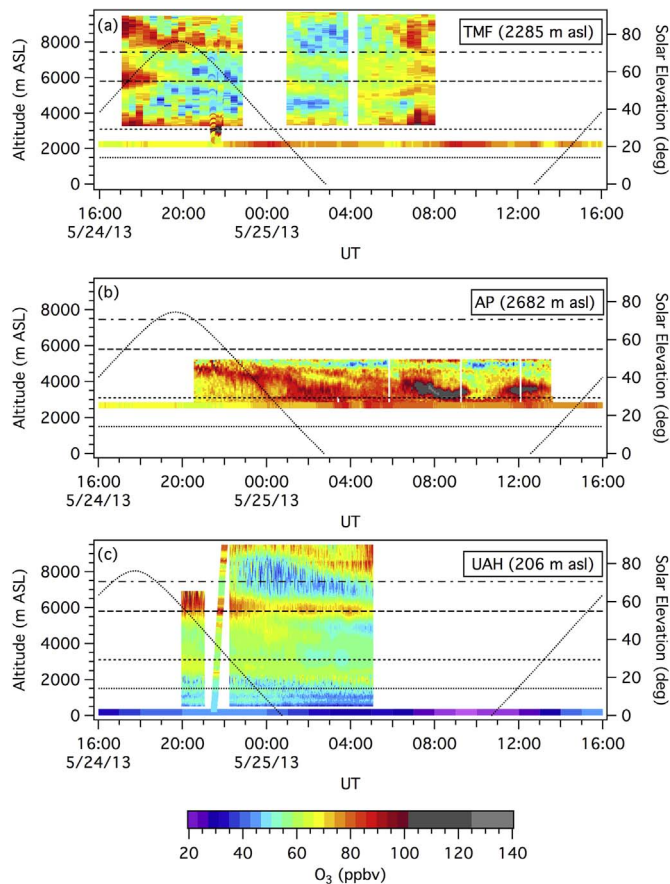 (a)
TMF (2285 m asl)
8000
6000
4000
2000
0
Altitude (m ASL)
80
60
40
20
0
Solar Elevation (deg)
16:00 20:00 00:00 04:00 08:00 12:00 16:00
5/24/13 5/25/13
UT
(b)
AP (2682 m asl)
8000
6000
4000
2000
0
Altitude (m ASL)
80
60
40
20
0
Solar Elevation (deg)
16:00 20:00 00:00 04:00 08:00 12:00 16:00
5/24/13 5/25/13
UT
(c)
UAH (206 m asl)
8000
6000
4000
2000
0
Altitude (m ASL)
80
60
40
20
0
Solar Elevation (deg)
16:00 20:00 00:00 04:00 08:00 12:00 16:00
5/24/13 5/25/13
UT
20 40 60 80 100 120 140
O₃ (ppbv)